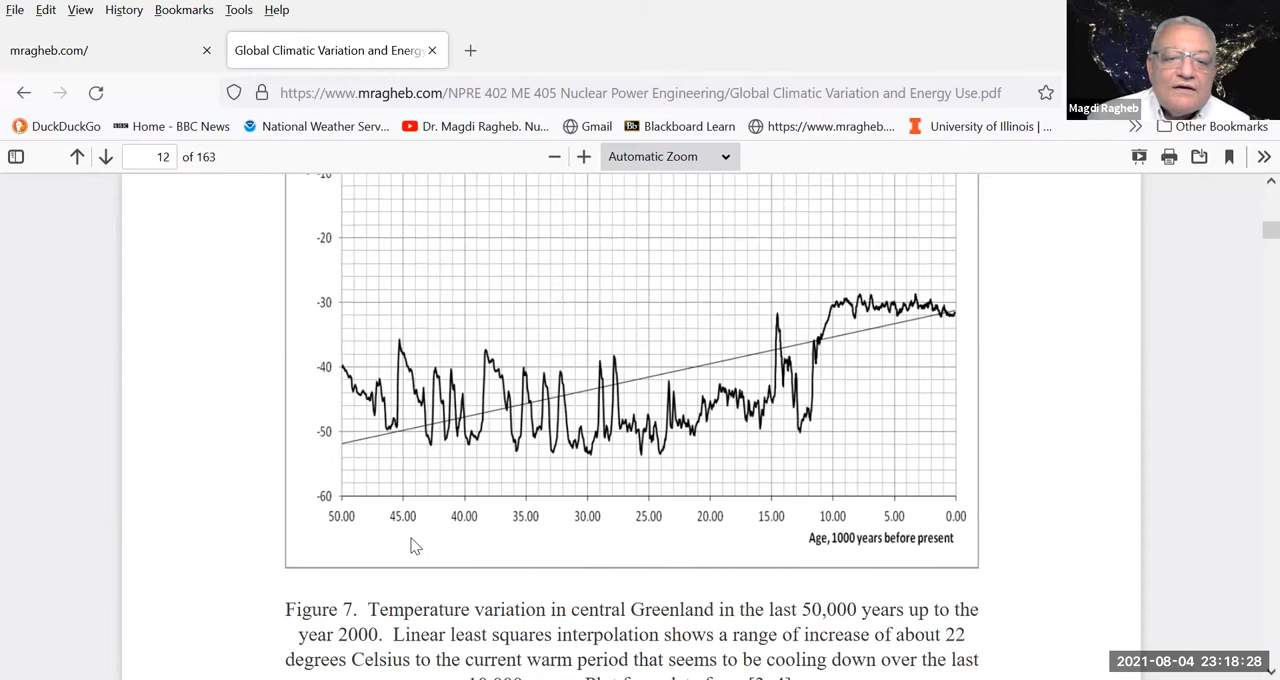 File Edit View History Bookmarks Tools Help
mragheb.com/ × Global Climatic Variation and Energy × +
https://www.mragheb.com/NPRE 402 ME 405 Nuclear Power Engineering/Global Climatic Variation and Energy Use.pdf
Magdi Ragheb
DuckDuckGo BBC Home - BBC News National Weather Serv... Dr. Magdi Ragheb. Nu... Gmail Bb Blackboard Learn https://www.mragheb.... University of Illinois | ... Other Bookmarks
12 of 163 Automatic Zoom
-10
-20
-30
-40
-50
-60
50.00 45.00 40.00 35.00 30.00 25.00 20.00 15.00 10.00 5.00 0.00
Age, 1000 years before present
Figure 7. Temperature variation in central Greenland in the last 50,000 years up to the
year 2000. Linear least squares interpolation shows a range of increase of about 22
degrees Celsius to the current warm period that seems to be cooling down over the last
2021-08-04 23:18:28